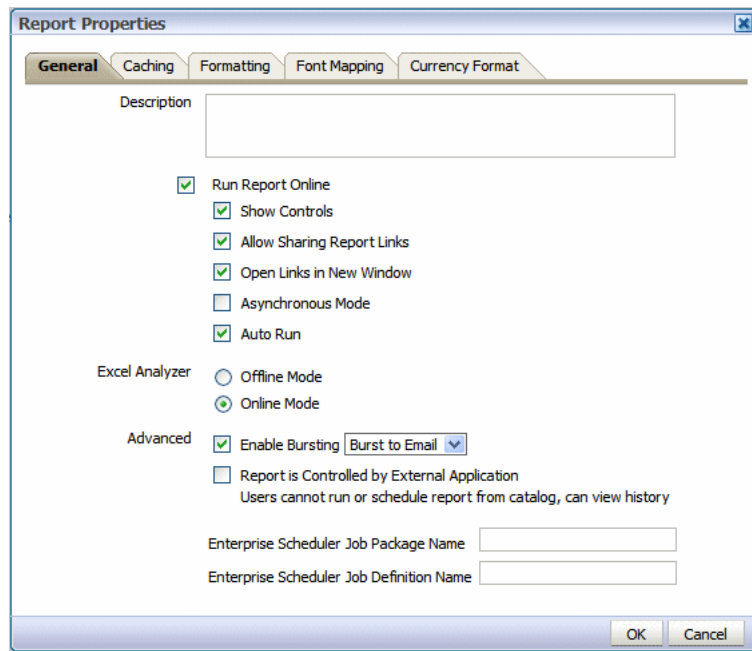 Report Properties
General Caching Formatting Font Mapping Currency Format
Description
Run Report Online
Show Controls
Allow Sharing Report Links
Open Links in New Window
Asynchronous Mode
Auto Run
Excel Analyzer Offline Mode
Online Mode
Advanced Enable Bursting Burst to Email
Report is Controlled by External Application
Users cannot run or schedule report from catalog, can view history
Enterprise Scheduler Job Package Name
Enterprise Scheduler Job Definition Name
OK Cancel